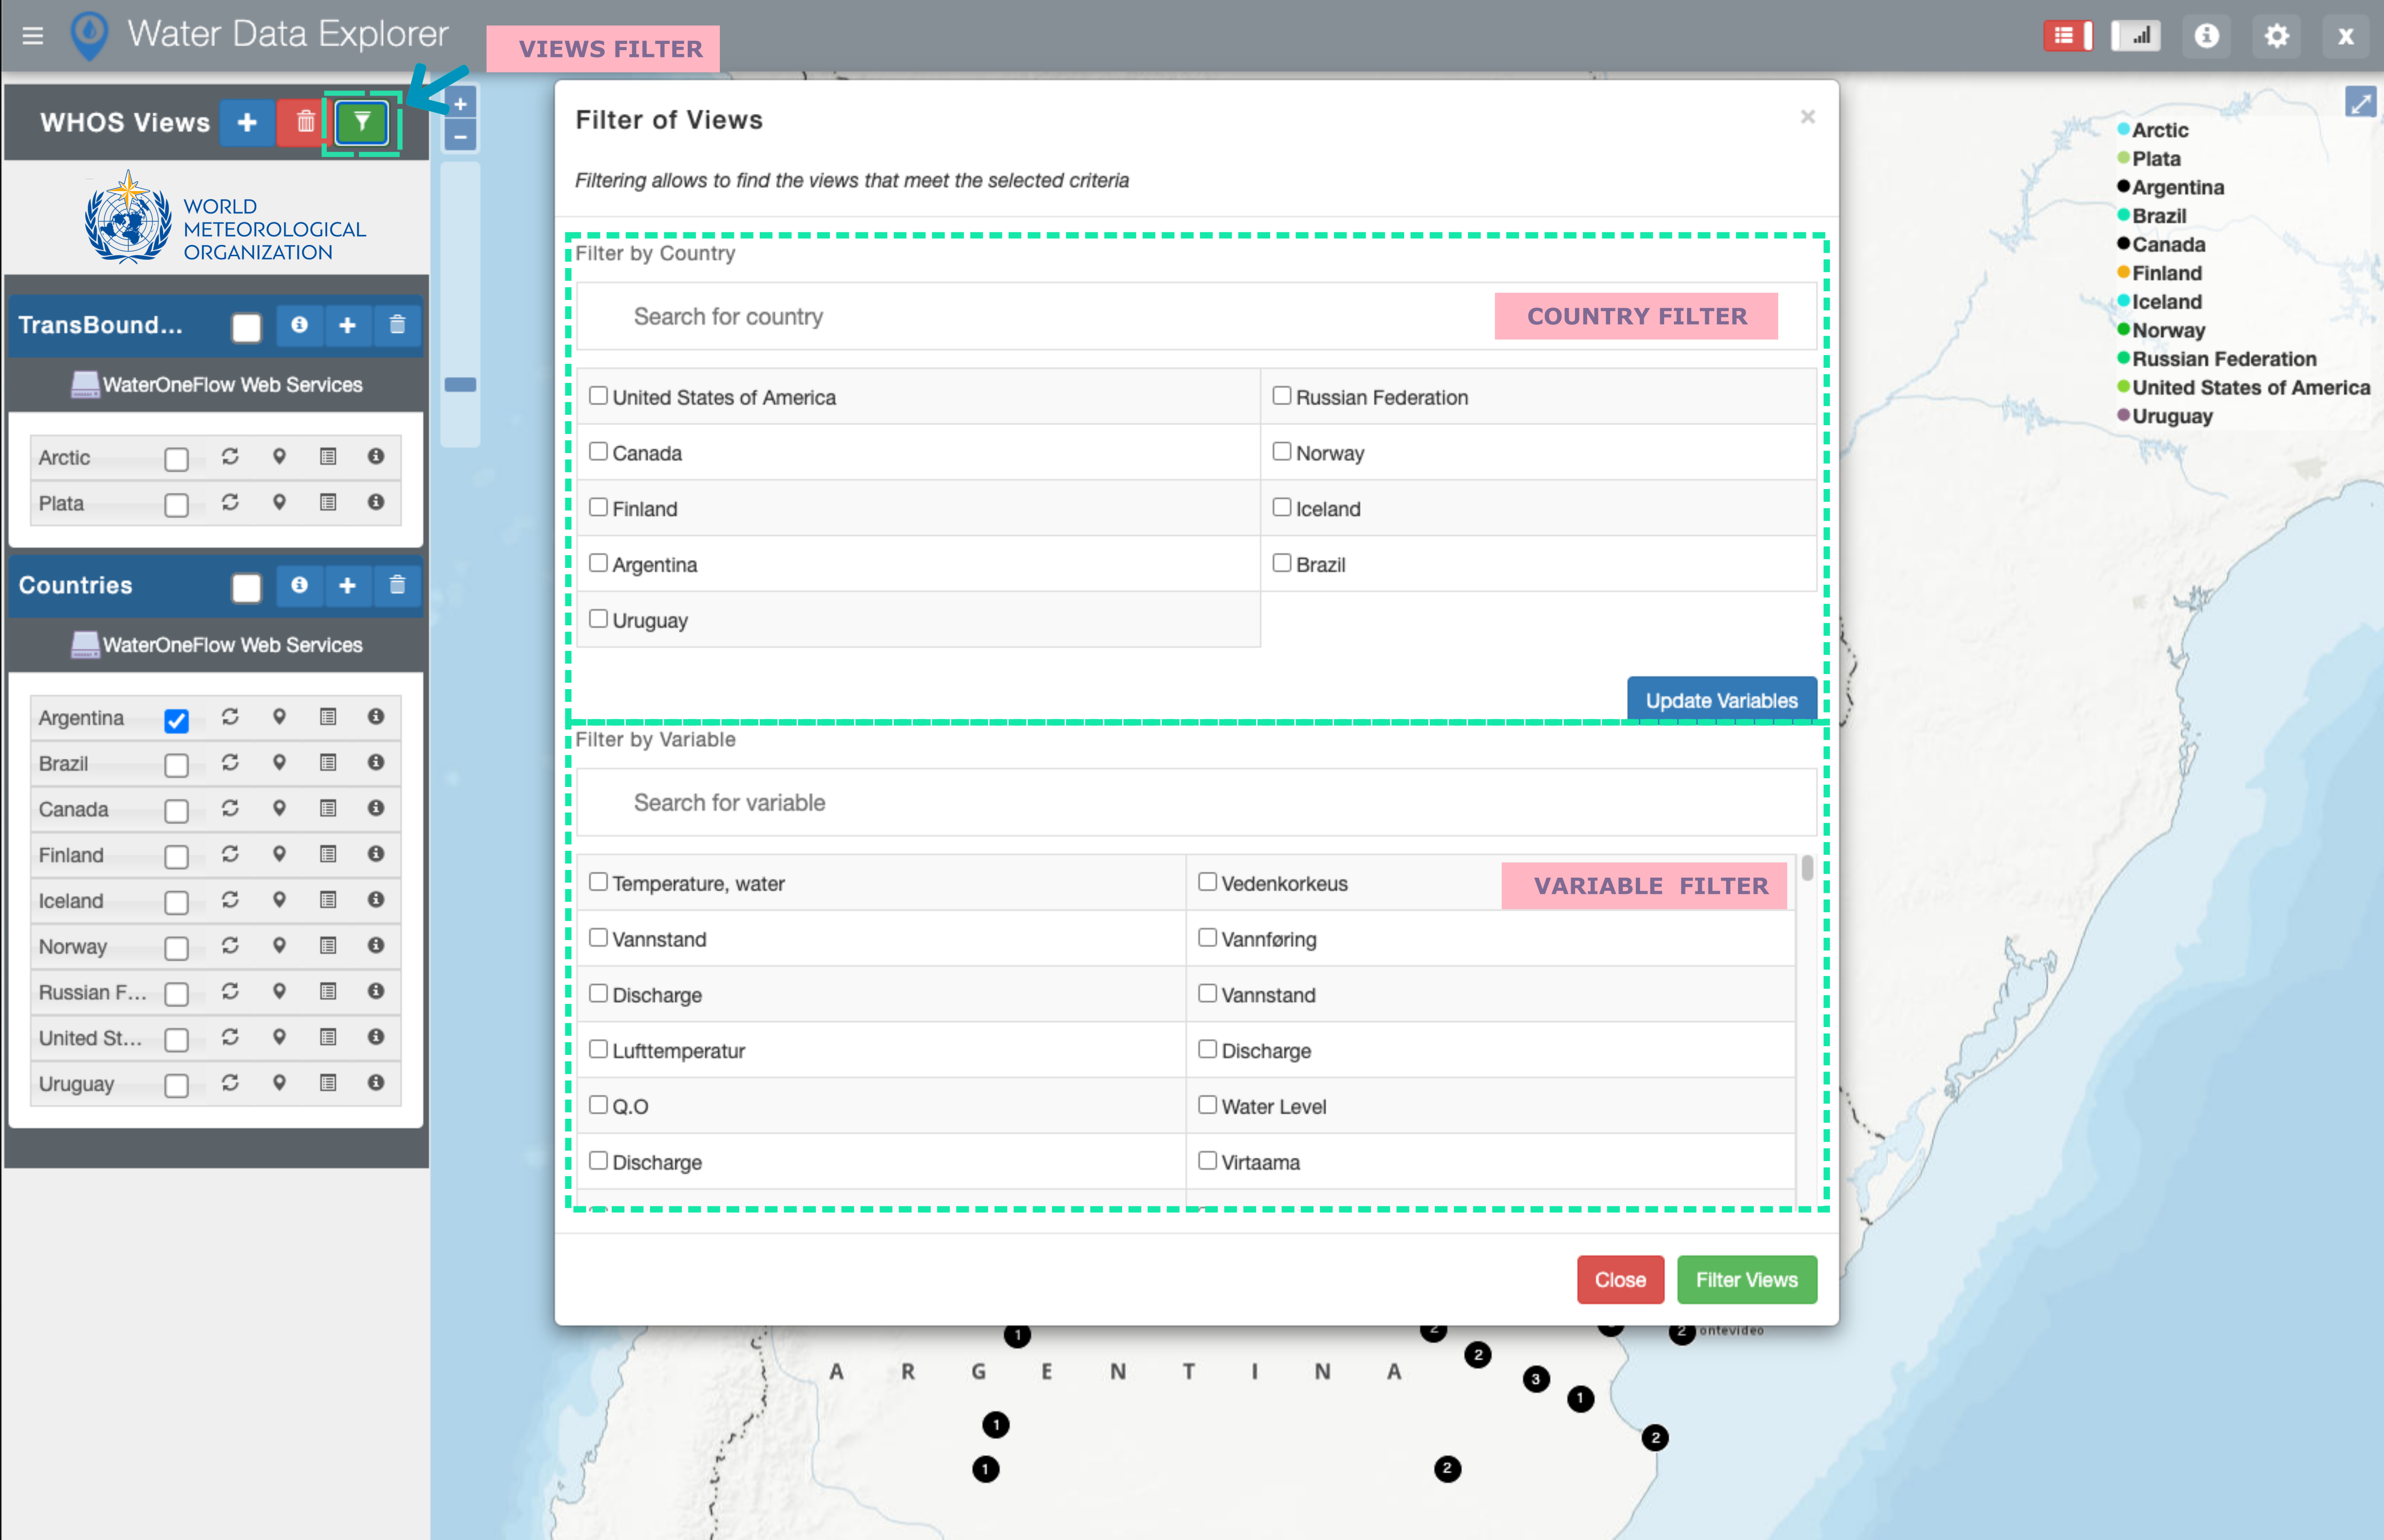 Water Data Explorer
VIEWS FILTER
WHOS Views
WORLD
METEOROLOGICAL
ORGANIZATION
TransBound...
WaterOneFlow Web Services
Arctic
Plata
Countries
WaterOneFlow Web Services
Argentina
Brazil
Canada
Finland
Iceland
Norway
Russian F...
United St...
Uruguay
Filter of Views
×
Filtering allows to find the views that meet the selected criteria
Filter by Country
Search for country
COUNTRY FILTER
United States of America
Russian Federation
Canada
Norway
Finland
Iceland
Argentina
Brazil
Uruguay
Update Variables
Filter by Variable
Search for variable
VARIABLE FILTER
Temperature, water
Vedenkorkeus
Vannstand
Vannføring
Discharge
Vannstand
Lufttemperatur
Discharge
Q.O
Water Level
Discharge
Virtaama
Close
Filter Views
Arctic
Plata
Argentina
Brazil
Canada
Finland
Iceland
Norway
Russian Federation
United States of America
Uruguay
1
2
2
ontevideo
2
ARGENTINA
3
1
1
2
1
2